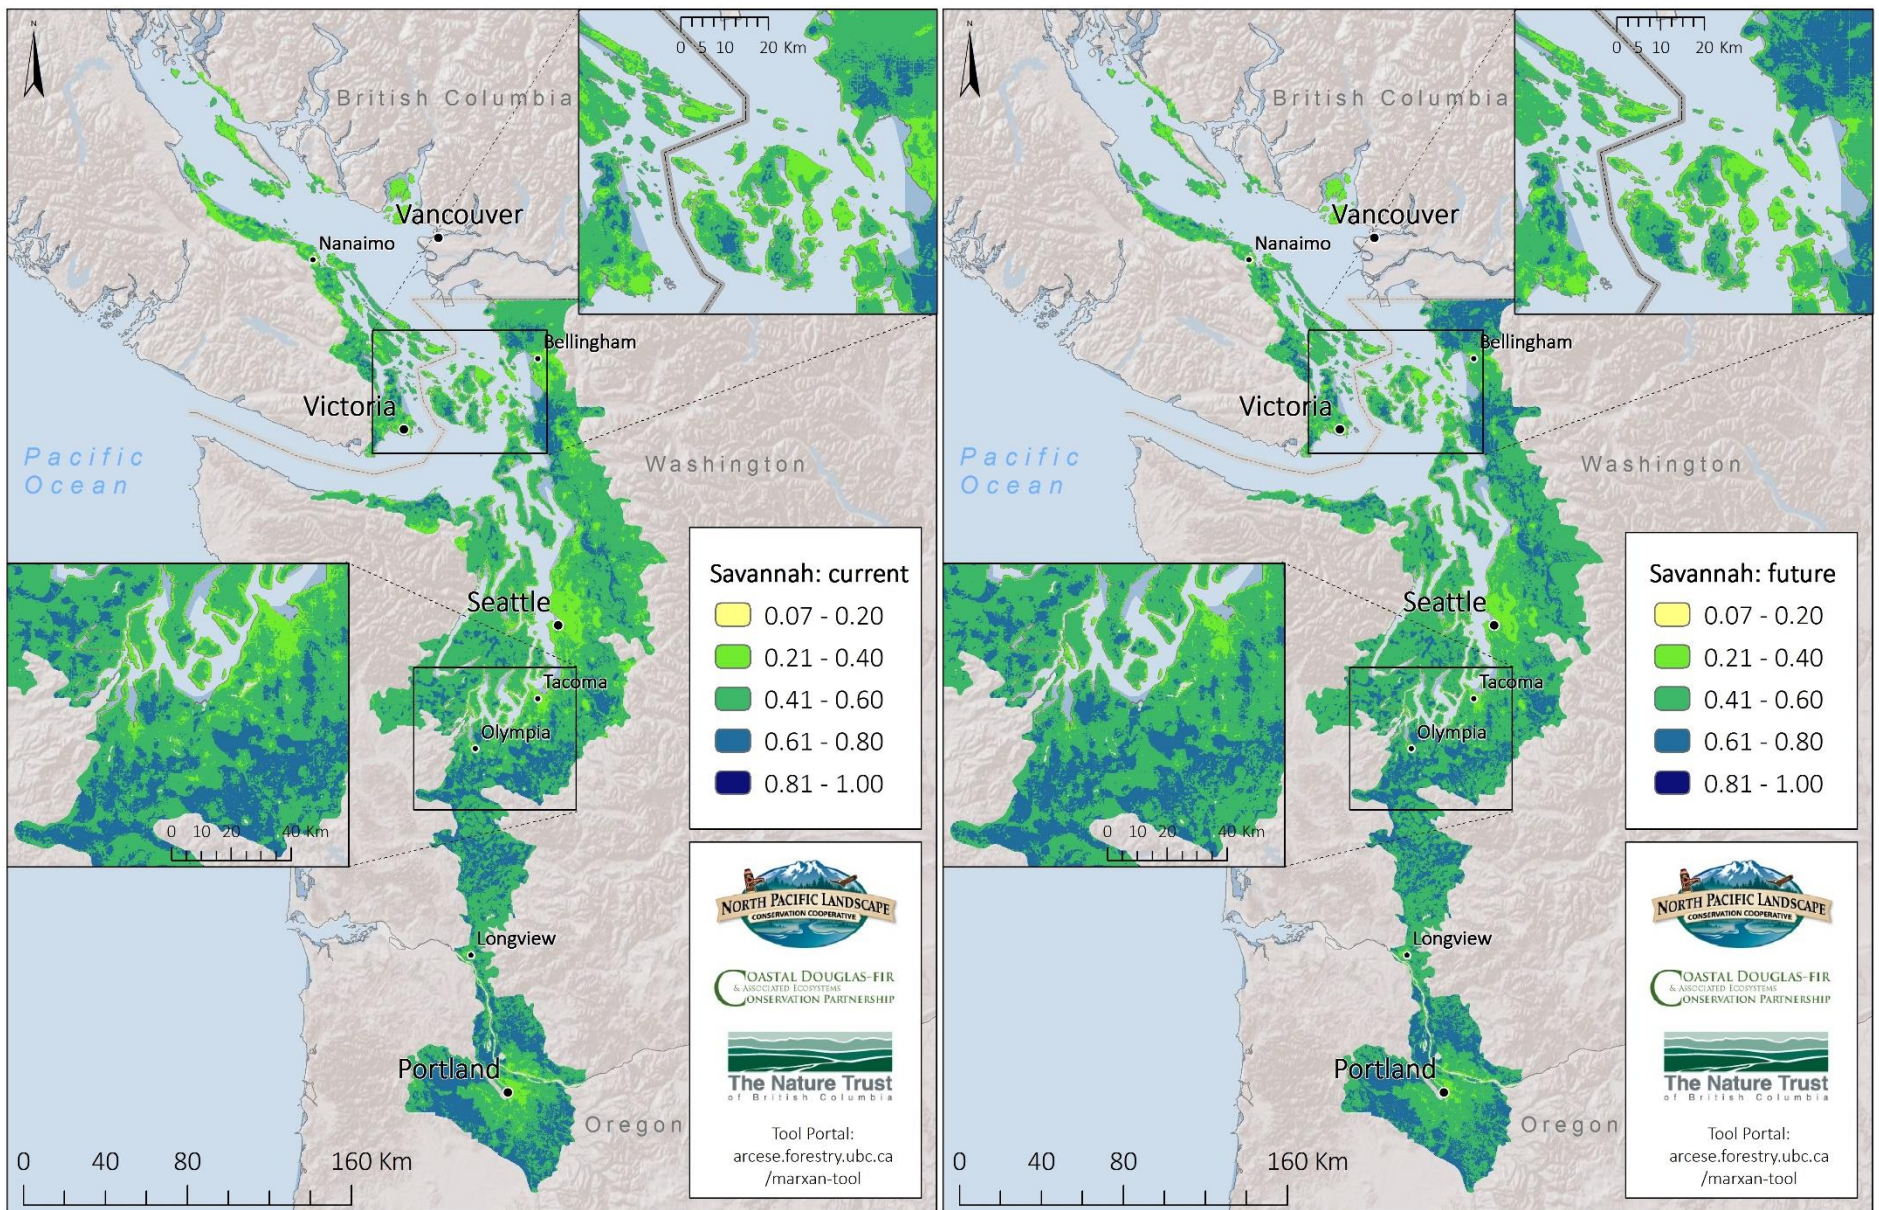 N
0 5 10 20 Km
British Columbia
Vancouver
Nanaimo
Bellingham
Victoria
Pacific
Ocean
Washington
Savannah: current
0.07 - 0.20
0.21 - 0.40
0.41 - 0.60
0.61 - 0.80
0.81 - 1.00
Seattle
Tacoma
Olympia
0 10 20 40 Km
NORTH PACIFIC LANDSCAPE
CONSERVATION COOPERATIVE
Longview
COASTAL DOUGLAS-FIR
& ASSOCIATED ECOSYSTEMS
CONSERVATION PARTNERSHIP
Portland
The Nature Trust
of British Columbia
Oregon
Tool Portal:
arcese.forestry.ubc.ca
/marxan-tool
0 40 80 160 Km
N
0 5 10 20 Km
British Columbia
Vancouver
Nanaimo
Bellingham
Victoria
Pacific
Ocean
Washington
Savannah: future
0.07 - 0.20
0.21 - 0.40
0.41 - 0.60
0.61 - 0.80
0.81 - 1.00
Seattle
Tacoma
Olympia
0 10 20 40 Km
NORTH PACIFIC LANDSCAPE
CONSERVATION COOPERATIVE
Longview
COASTAL DOUGLAS-FIR
& ASSOCIATED ECOSYSTEMS
CONSERVATION PARTNERSHIP
Portland
The Nature Trust
of British Columbia
Oregon
Tool Portal:
arcese.forestry.ubc.ca
/marxan-tool
0 40 80 160 Km